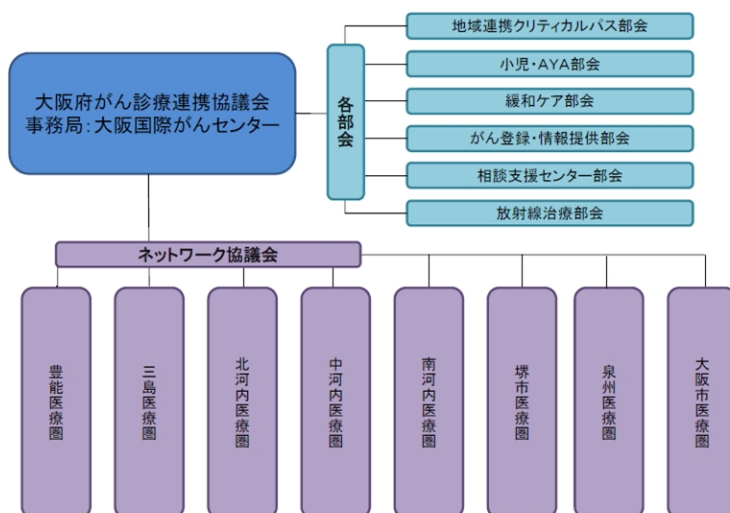 大阪府がん診療連携協議会
事務局：大阪国際がんセンター
各部会
地域連携クリティカルパス部会
小児・AYA部会
緩和ケア部会
がん登録・情報提供部会
相談支援センター部会
放射線治療部会
ネットワーク協議会
豊能医療圏
三島医療圏
北河内医療圏
中河内医療圏
南河内医療圏
堺市医療圏
泉州医療圏
大阪市医療圏